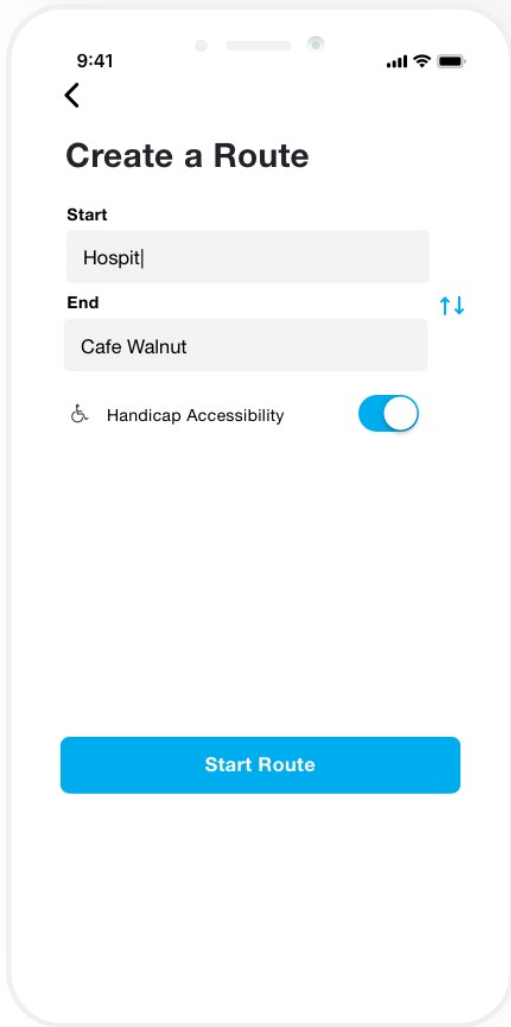 9:41
Create a Route
Start
Hospit
End
Cafe Walnut
Handicap Accessibility
Start Route